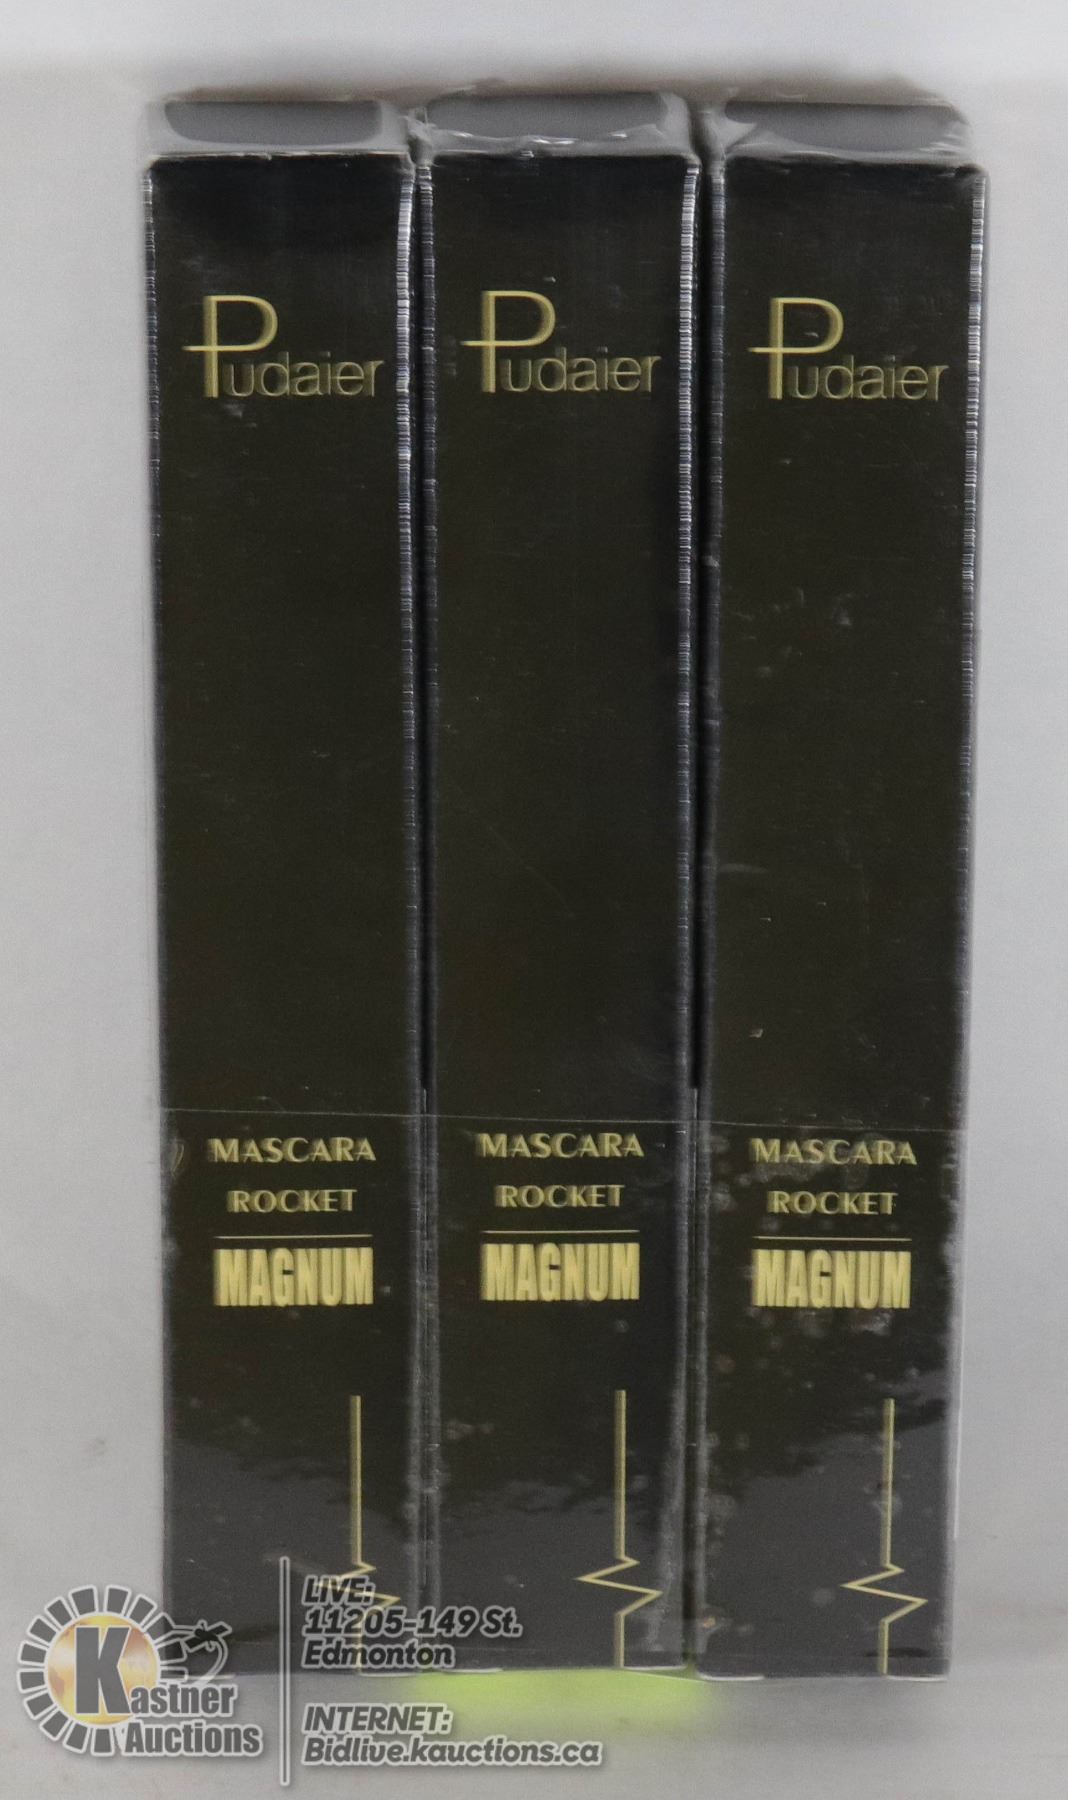 Pudaier
Pudaier
Pudaier
MASCARA
ROCKET
MAGNUM
MASCARA
ROCKET
MAGNUM
MASCARA
ROCKET
MAGNUM
K
Kastner
Auctions
LIVE:
11205-149 St.
Edmonton
INTERNET:
Bidlive.kauctions.ca